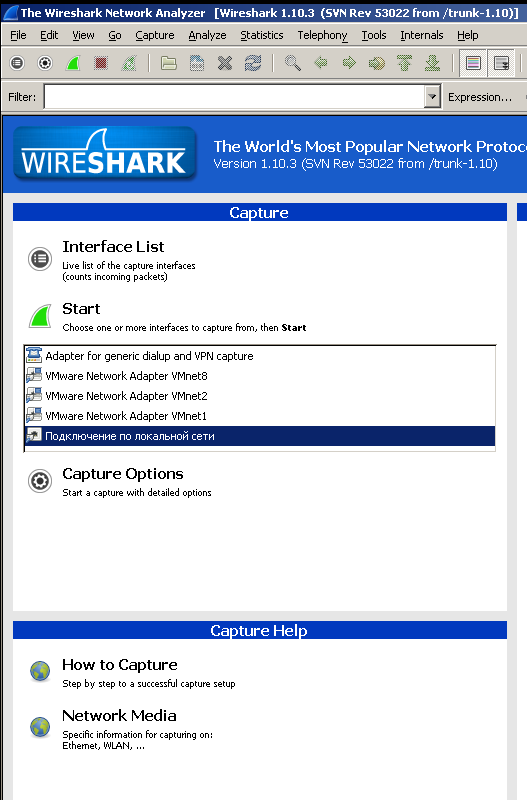 The Wireshark Network Analyzer [Wireshark 1.10.3 (SVN Rev 53022 from /trunk-1.10)]
File Edit View Go Capture Analyze Statistics Telephony Tools Internals Help
Filter: Expression...
WIRESHARK
The World's Most Popular Network Protoc
Version 1.10.3 (SVN Rev 53022 from /trunk-1.10)
Capture
Interface List
Live list of the capture interfaces
(counts incoming packets)
Start
Choose one or more interfaces to capture from, then Start
Adapter for generic dialup and VPN capture
VMware Network Adapter VMnet8
VMware Network Adapter VMnet2
VMware Network Adapter VMnet1
Подключение по локальной сети
Capture Options
Start a capture with detailed options
Capture Help
How to Capture
Step by step to a successful capture setup
Network Media
Specific information for capturing on:
Ethernet, WLAN, ...